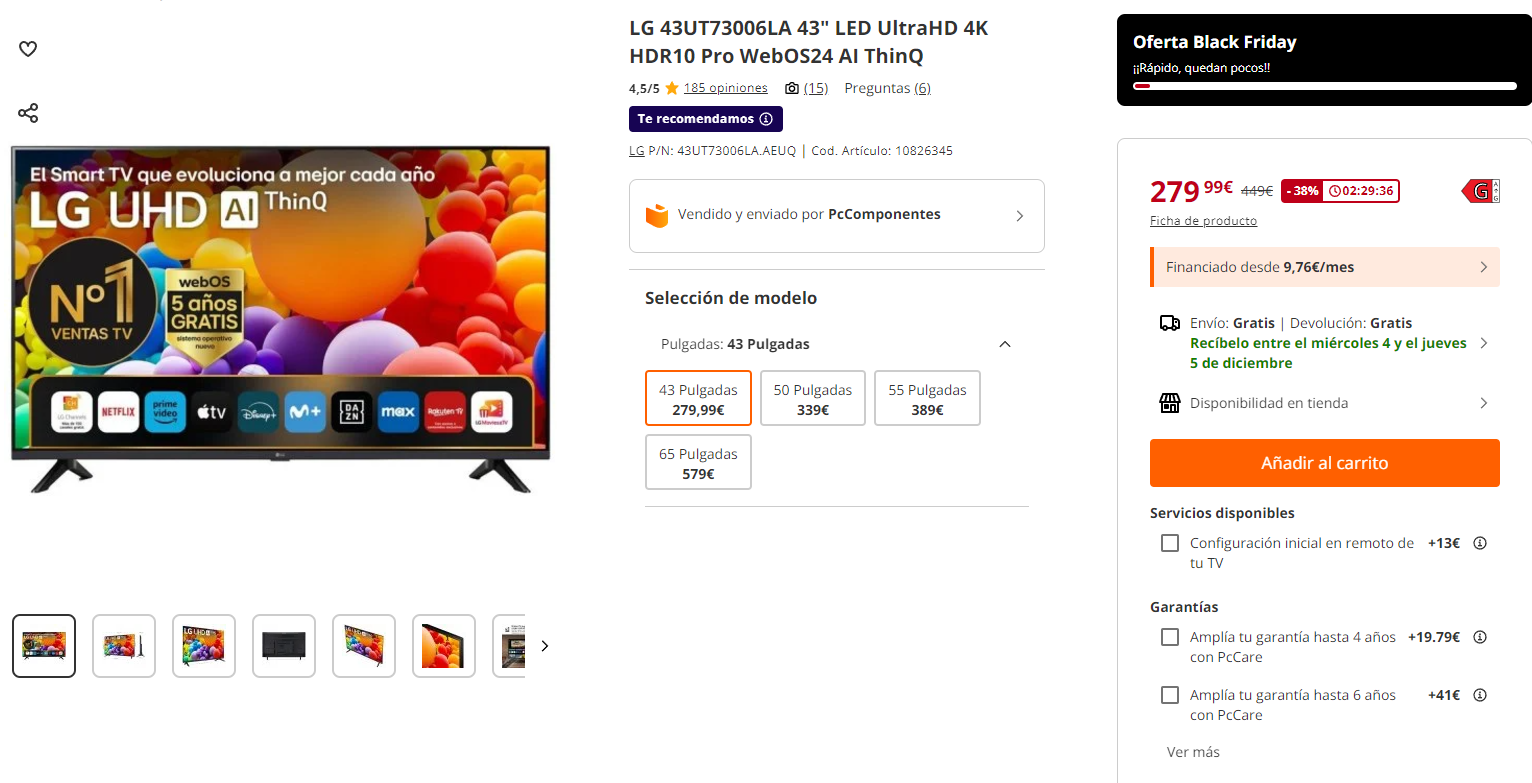 El Smart TV que evoluciona a mejor cada año
LG UHD AI ThinQ
Nº1
VENTAS TV
webOS
5 años
GRATIS
sistema operativo
nuevo
LG Channels
NETFLIX
prime video
tv
Disney+
M+
DAZN
max
Rakuten TV
LG 43UT73006LA 43" LED UltraHD 4K
HDR10 Pro WebOS24 AI ThinQ
4,5/5 185 opiniones (15) Preguntas (6)
Te recomendamos
LG P/N: 43UT73006LA.AEUQ | Cod. Artículo: 10826345
Vendido y enviado por PcComponentes
Selección de modelo
Pulgadas: 43 Pulgadas
43 Pulgadas
279,99€
50 Pulgadas
339€
55 Pulgadas
389€
65 Pulgadas
579€
Oferta Black Friday
¡¡Rápido, quedan pocos!!
279 99€ 449€ - 38% 02:29:36 G
Ficha de producto
Financiado desde 9,76€/mes
Envío: Gratis | Devolución: Gratis
Recíbelo entre el miércoles 4 y el jueves
5 de diciembre
Disponibilidad en tienda
Añadir al carrito
Servicios disponibles
Configuración inicial en remoto de +13€
tu TV
Garantías
Amplía tu garantía hasta 4 años +19.79€
con PcCare
Amplía tu garantía hasta 6 años +41€
con PcCare
Ver más